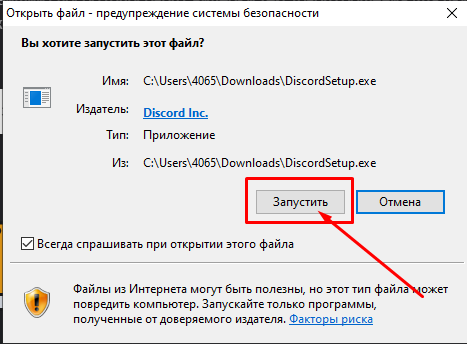 Открыть файл - предупреждение системы безопасности
Вы хотите запустить этот файл?
Имя: C:\Users\4065\Downloads\DiscordSetup.exe
Издатель: Discord Inc.
Тип: Приложение
Из: C:\Users\4065\Downloads\DiscordSetup.exe
Запустить Отмена
Всегда спрашивать при открытии этого файла
Файлы из Интернета могут быть полезны, но этот тип файла может
повредить компьютер. Запускайте только программы,
полученные от доверяемого издателя. Факторы риска